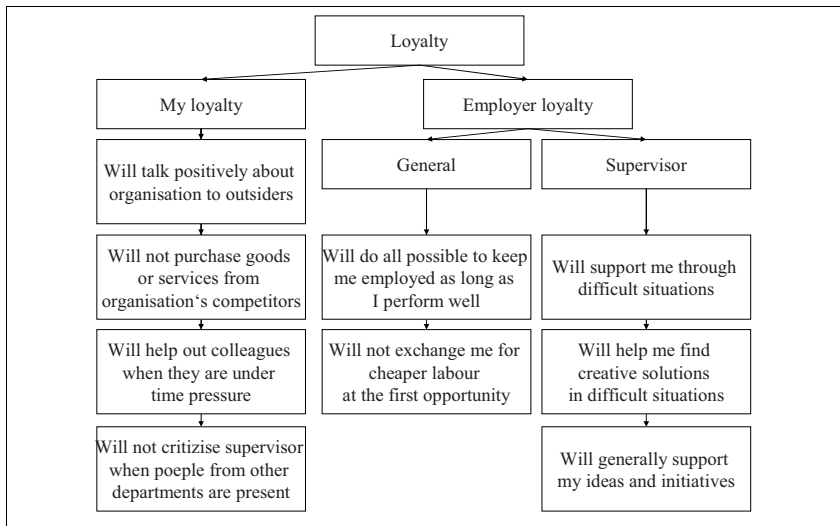 Loyalty
My loyalty
Employer loyalty
Will talk positively about
organisation to outsiders
General
Supervisor
Will not purchase goods
or services from
organisation‘s competitors
Will do all possible to keep
me employed as long as
I perform well
Will support me through
difficult situations
Will help out colleagues
when they are under
time pressure
Will not exchange me for
cheaper labour
at the first opportunity
Will help me find
creative solutions
in difficult situations
Will not critizise supervisor
when poeple from other
departments are present
Will generally support
my ideas and initiatives